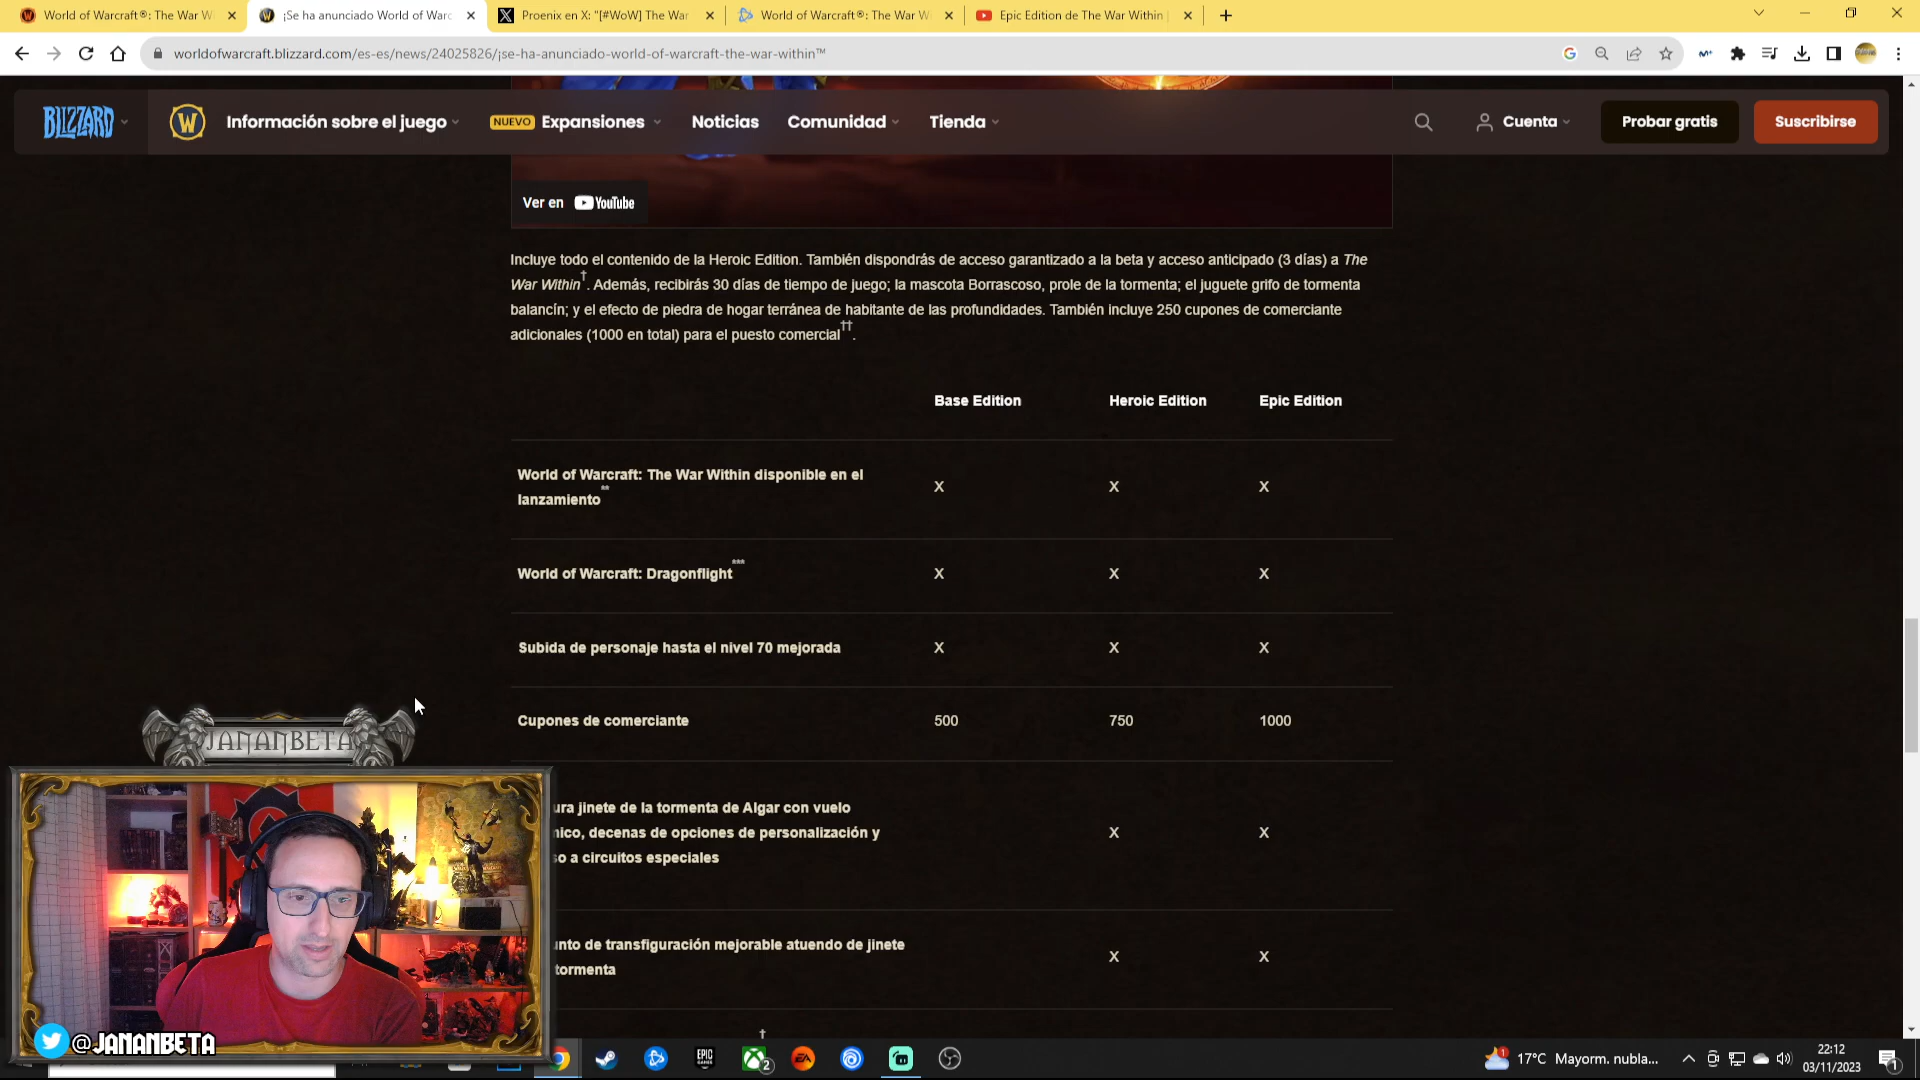 World of Warcraft®: The War W
¡Se ha anunciado World of Warc
Proenix en X: "[#WoW] The War
World of Warcraft®: The War W
Epic Edition de The War Within |
worldofwarcraft.blizzard.com/es-es/news/24025826/¡se-ha-anunciado-world-of-warcraft-the-war-within™
BLIZZARD
W
Información sobre el juego
NUEVO
Expansiones
Noticias
Comunidad
Tienda
Cuenta
Probar gratis
Suscribirse
Ver en YouTube
Incluye todo el contenido de la Heroic Edition. También dispondrás de acceso garantizado a la beta y acceso anticipado (3 días) a The
War Within†. Además, recibirás 30 días de tiempo de juego; la mascota Borrascoso, prole de la tormenta; el juguete grifo de tormenta
balancín; y el efecto de piedra de hogar terránea de habitante de las profundidades. También incluye 250 cupones de comerciante
adicionales (1000 en total) para el puesto comercial††.
Base Edition Heroic Edition Epic Edition
World of Warcraft: The War Within disponible en el
lanzamiento**
X X X
World of Warcraft: Dragonflight*** X X X
Subida de personaje hasta el nivel 70 mejorada X X X
Cupones de comerciante 500 750 1000
ura jinete de la tormenta de Algar con vuelo
mico, decenas de opciones de personalización y
so a circuitos especiales
X X
unto de transfiguración mejorable atuendo de jinete
tormenta
X X
†
JANANBETA
@JANANBETA
EPIC GAMES
2
EA
1
17°C Mayorm. nubla...
22:12
03/11/2023
1